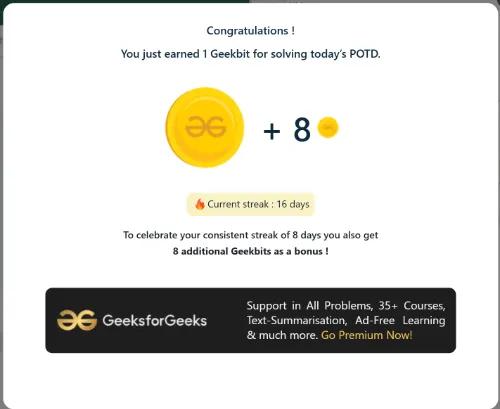 Congratulations !
You just earned 1 Geekbit for solving today's POTD.
+ 8
Current streak : 16 days
To celebrate your consistent streak of 8 days you also get
8 additional Geekbits as a bonus !
GeeksforGeeks
Support in All Problems, 35+ Courses,
Text-Summarisation, Ad-Free Learning
& much more. Go Premium Now!